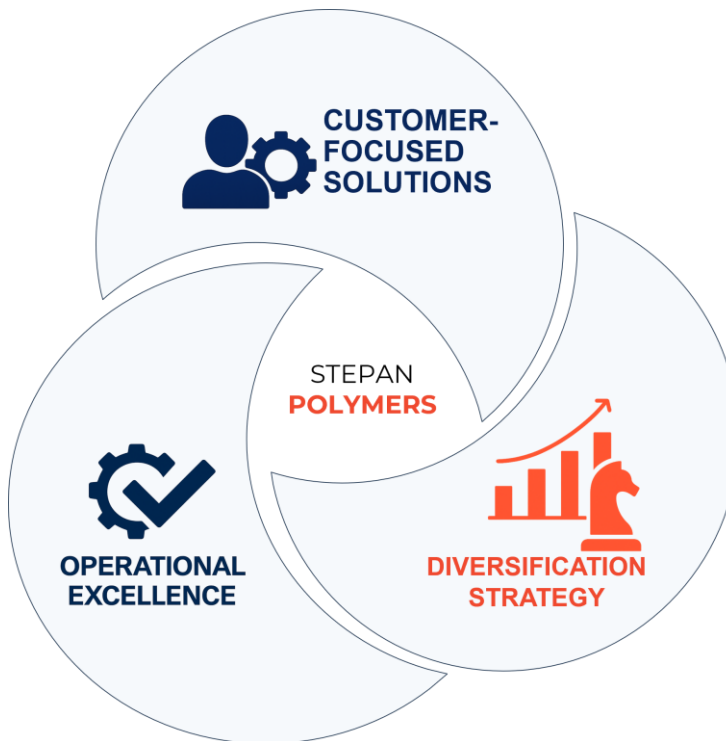 CUSTOMER-
FOCUSED
SOLUTIONS
STEPAN
POLYMERS
OPERATIONAL
EXCELLENCE
DIVERSIFICATION
STRATEGY